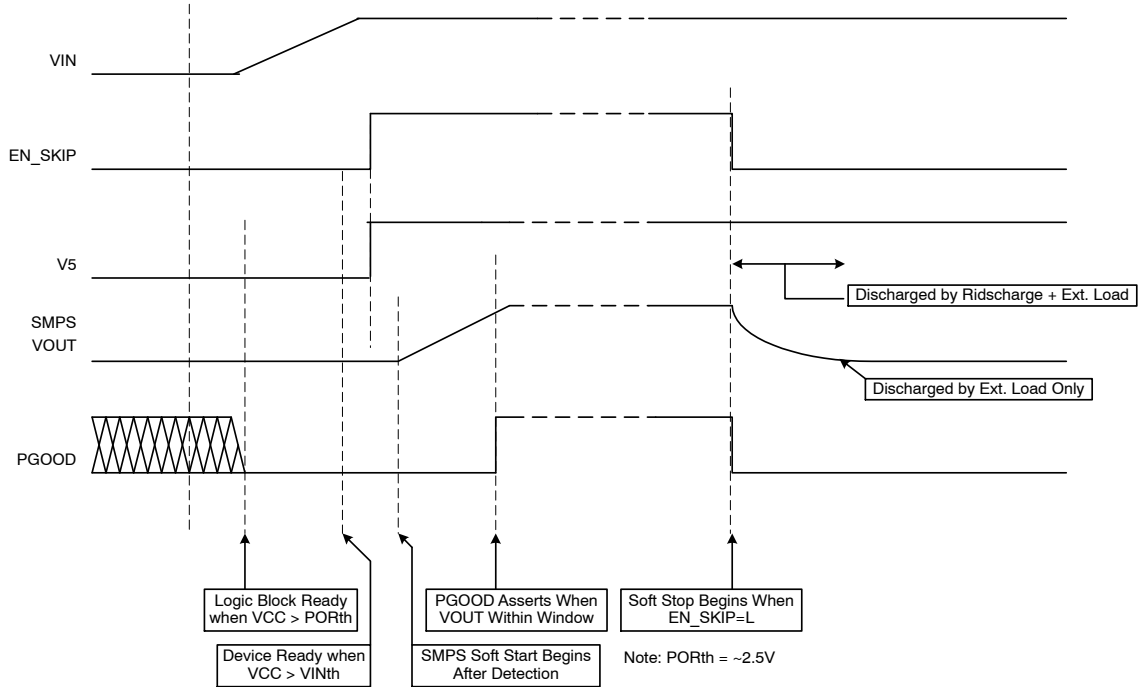 VIN
EN_SKIP
V5
SMPS
VOUT
PGOOD
Discharged by Ridscharge + Ext. Load
Discharged by Ext. Load Only
Logic Block Ready
when VCC > PORth
Device Ready when
VCC > VINth
PGOOD Asserts When
VOUT Within Window
SMPS Soft Start Begins
After Detection
Soft Stop Begins When
EN_SKIP=L
Note: PORth = ~2.5V